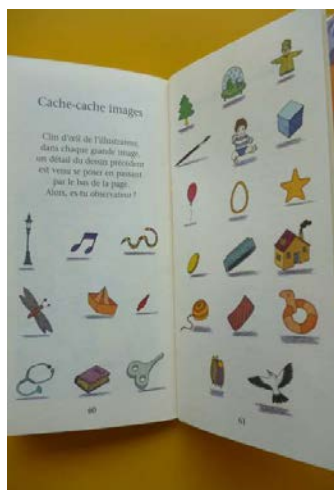 Cache-cache images
Clin d'œil de l'illustrateur,
dans chaque grande image,
un détail du dessin précédent
est venu se poser en passant
par le bas de la page.
Alors, es-tu observateur ?
60
61